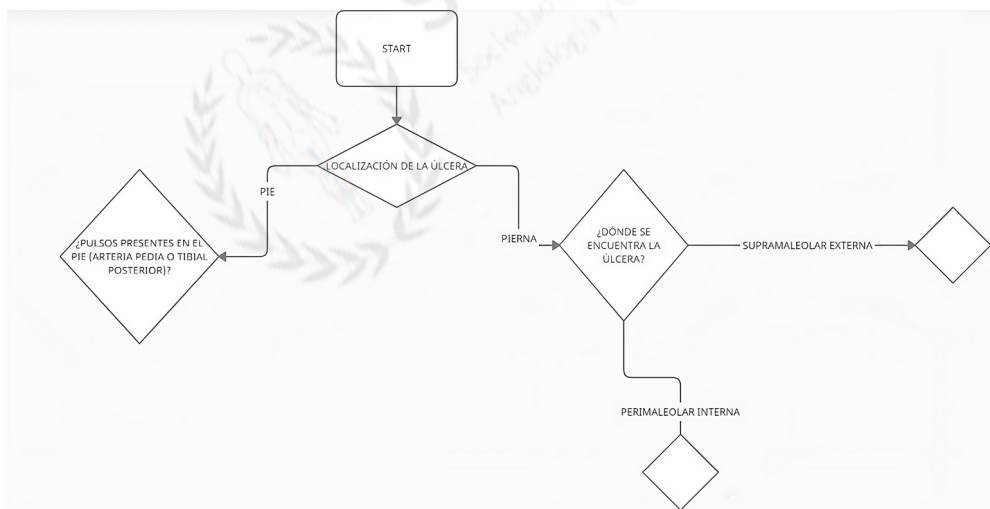 START
LOCALIZACIÓN DE LA ÚLCERA
PIE
¿PULSOS PRESENTES EN EL
PIE (ARTERIA PEDIA O TIBIAL
POSTERIOR)?
PIERNA
¿DÓNDE SE
ENCUENTRA LA
ÚLCERA?
SUPRAMALEOLAR EXTERNA
PERIMALEOLAR INTERNA